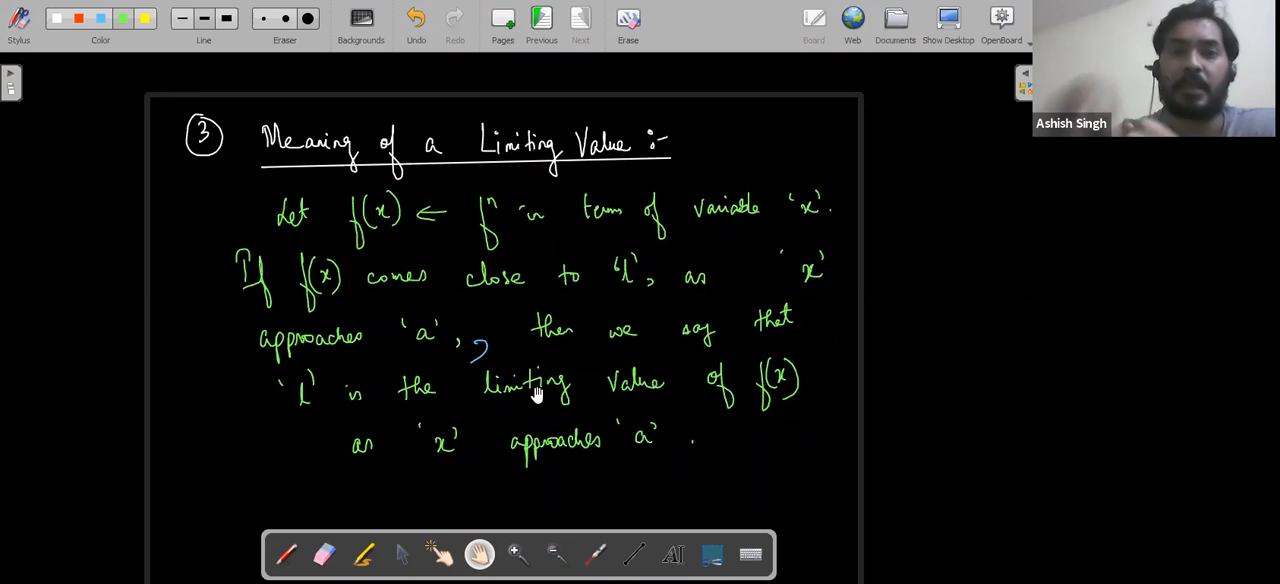 Stylus Color Line Eraser Backgrounds Undo Redo Pages Previous Next Erase Board Web Documents Show Desktop OpenBoard
Ashish Singh
③ Meaning of a Limiting Value :-
Let f(x) ← fⁿ in terms of variable 'x'.
If f(x) comes close to 'l', as 'x'
approaches 'a', then we say that
'l' is the limiting value of f(x)
as 'x' approaches 'a'.
AI